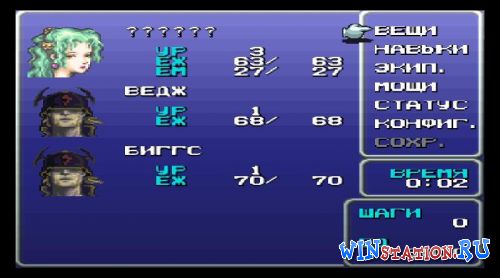 ??????
УР 3
ЕЖ 63/ 63
ЕМ 27/ 27
ВЕДЖ
УР 1
ЕЖ 68/ 68
БИГГС
УР 1
ЕЖ 70/ 70
ВЕЩИ
НАВЫКИ
ЭКИП.
МОЩИ
СТАТУС
КОНФИГ.
СОХР.
ВРЕМЯ
0:02
ШАГИ
0
WINSTATION.RU